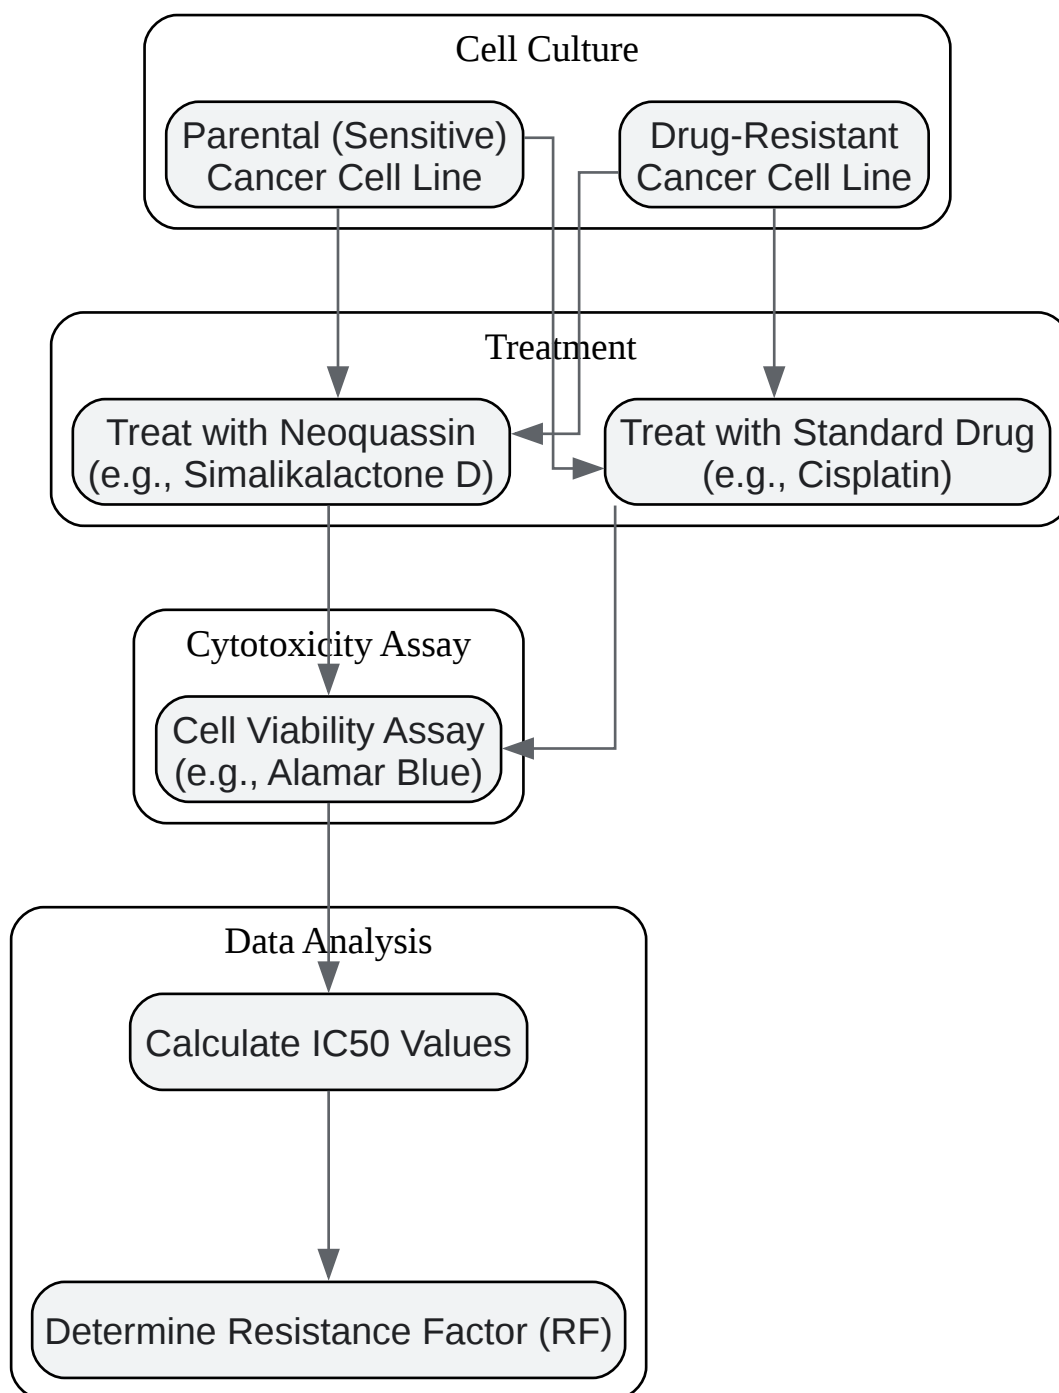 Cell Culture
Parental (Sensitive)
Cancer Cell Line
Drug-Resistant
Cancer Cell Line
Treatment
Treat with Neoquassin
(e.g., Simalikalactone D)
Treat with Standard Drug
(e.g., Cisplatin)
Cytotoxicity Assay
Cell Viability Assay
(e.g., Alamar Blue)
Data Analysis
Calculate IC50 Values
Determine Resistance Factor (RF)